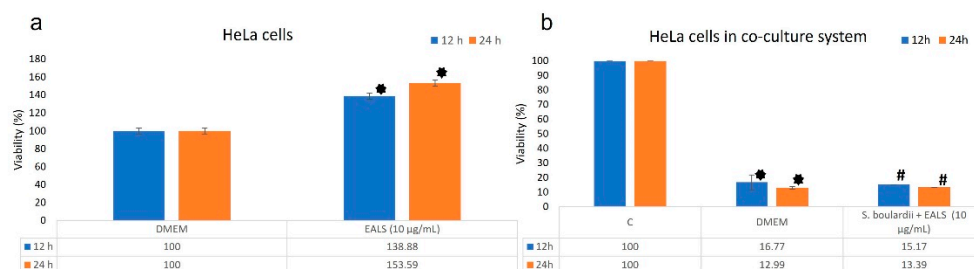 a
HeLa cells
12 h 24 h
Viability (%)
180
160
140
120
100
80
60
40
20
0
DMEM EALS (10 µg/mL)
12 h 100 138.88
24 h 100 153.59
b
HeLa cells in co-culture system
12h 24h
Viability (%)
100
90
80
70
60
50
40
30
20
10
0
# #
C DMEM S. boulardii + EALS (10
µg/mL)
12h 100 16.77 15.17
24h 100 12.99 13.39